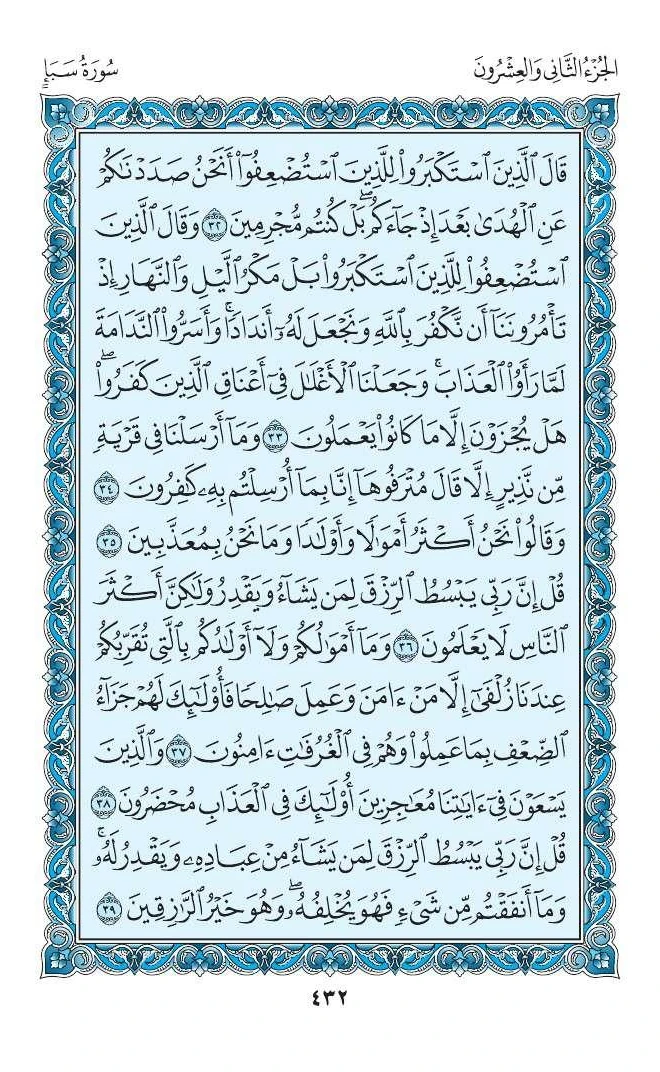 الجُزْءُ الثَّانِي وَالعِشْرُونَ
سُورَةُ سَبَإٍ
قَالَ ٱلَّذِينَ ٱسْتَكْبَرُوا۟ لِلَّذِينَ ٱسْتُضْعِفُوٓا۟ أَنَحْنُ صَدَدْنَـٰكُمْ
عَنِ ٱلْهُدَىٰ بَعْدَ إِذْ جَآءَكُم ۖ بَلْ كُنتُم مُّجْرِمِينَ ٣٢ وَقَالَ ٱلَّذِينَ
ٱسْتُضْعِفُوا۟ لِلَّذِينَ ٱسْتَكْبَرُوا۟ بَلْ مَكْرُ ٱلَّيْلِ وَٱلنَّهَارِ إِذْ
تَأْمُرُونَنَآ أَن نَّكْفُرَ بِٱللَّهِ وَنَجْعَلَ لَهُۥٓ أَندَادًا ۚ وَأَسَرُّوا۟ ٱلنَّدَامَةَ
لَمَّا رَأَوُا۟ ٱلْعَذَابَ ۚ وَجَعَلْنَا ٱلْأَغْلَـٰلَ فِىٓ أَعْنَاقِ ٱلَّذِينَ كَفَرُوا۟ ۖ
هَلْ يُجْزَوْنَ إِلَّا مَا كَانُوا۟ يَعْمَلُونَ ٣٣ وَمَآ أَرْسَلْنَا فِى قَرْيَةٍ
مِّن نَّذِيرٍ إِلَّا قَالَ مُتْرَفُوهَآ إِنَّا بِمَآ أُرْسِلْتُم بِهِۦ كَـٰفِرُونَ ٣٤
وَقَالُوا۟ نَحْنُ أَكْثَرُ أَمْوَٰلًا وَأَوْلَـٰدًا وَمَا نَحْنُ بِمُعَذَّبِينَ ٣٥
قُلْ إِنَّ رَبِّى يَبْسُطُ ٱلرِّزْقَ لِمَن يَشَآءُ وَيَقْدِرُ وَلَـٰكِنَّ أَكْثَرَ
ٱلنَّاسِ لَا يَعْلَمُونَ ٣٦ وَمَآ أَمْوَٰلُكُمْ وَلَآ أَوْلَـٰدُكُم بِٱلَّتِى تُقَرِّبُكُمْ
عِندَنَا زُلْفَىٰٓ إِلَّا مَنْ ءَامَنَ وَعَمِلَ صَـٰلِحًا فَأُو۟لَـٰٓئِكَ لَهُمْ جَزَآءُ
ٱلضِّعْفِ بِمَا عَمِلُوا۟ وَهُمْ فِى ٱلْغُرُفَـٰتِ ءَامِنُونَ ٣٧ وَٱلَّذِينَ
يَسْعَوْنَ فِىٓ ءَايَـٰتِنَا مُعَـٰجِزِينَ أُو۟لَـٰٓئِكَ فِى ٱلْعَذَابِ مُحْضَرُونَ ٣٨
قُلْ إِنَّ رَبِّى يَبْسُطُ ٱلرِّزْقَ لِمَن يَشَآءُ مِنْ عِبَادِهِۦ وَيَقْدِرُ لَهُۥ ۚ
وَمَآ أَنفَقْتُم مِّن شَىْءٍ فَهُوَ يُخْلِفُهُۥ ۖ وَهُوَ خَيْرُ ٱلرَّٰزِقِينَ ٣٩
٤٣٢